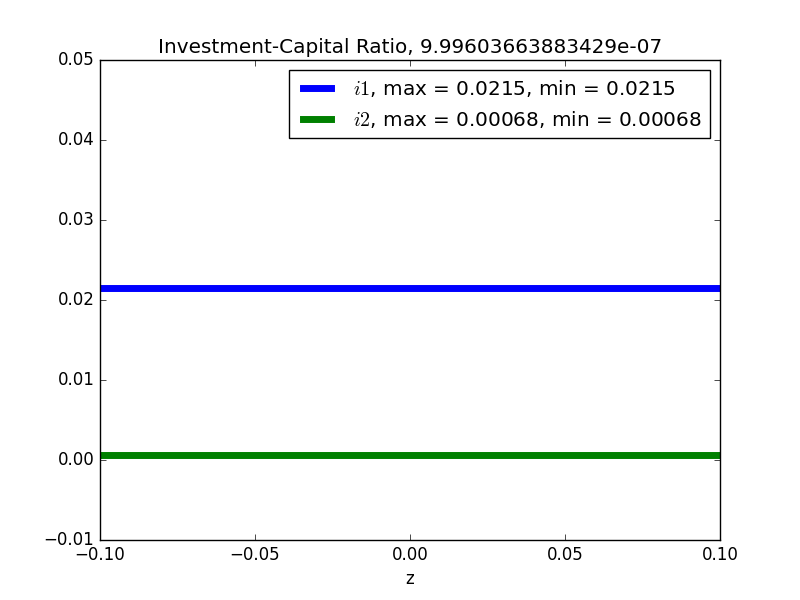 Investment-Capital Ratio, 9.99603663883429e-07
0.05
i1, max = 0.0215, min = 0.0215
i2, max = 0.00068, min = 0.00068
0.04
0.03
0.02
0.01
0.00
−0.01
−0.10 −0.05 0.00 0.05 0.10
z